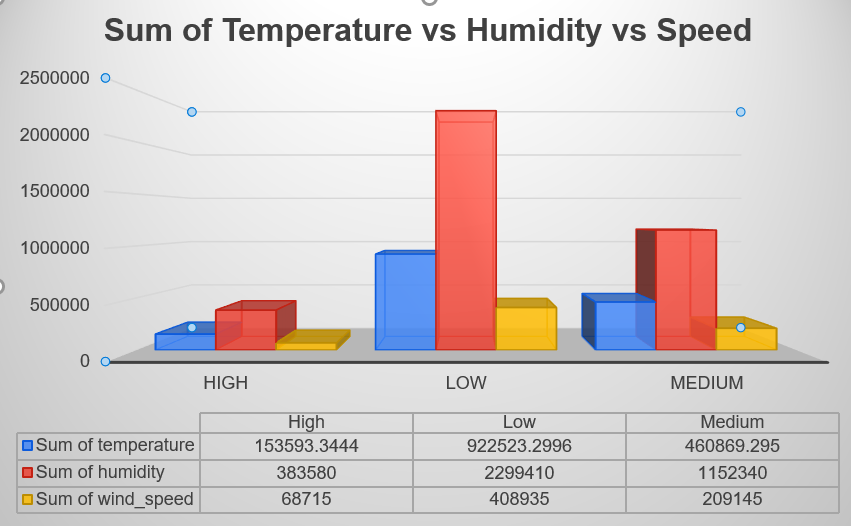 Sum of Temperature vs Humidity vs Speed
2500000
2000000
1500000
1000000
500000
0
HIGH LOW MEDIUM
High Low Medium
Sum of temperature 153593.3444 922523.2996 460869.295
Sum of humidity 383580 2299410 1152340
Sum of wind_speed 68715 408935 209145